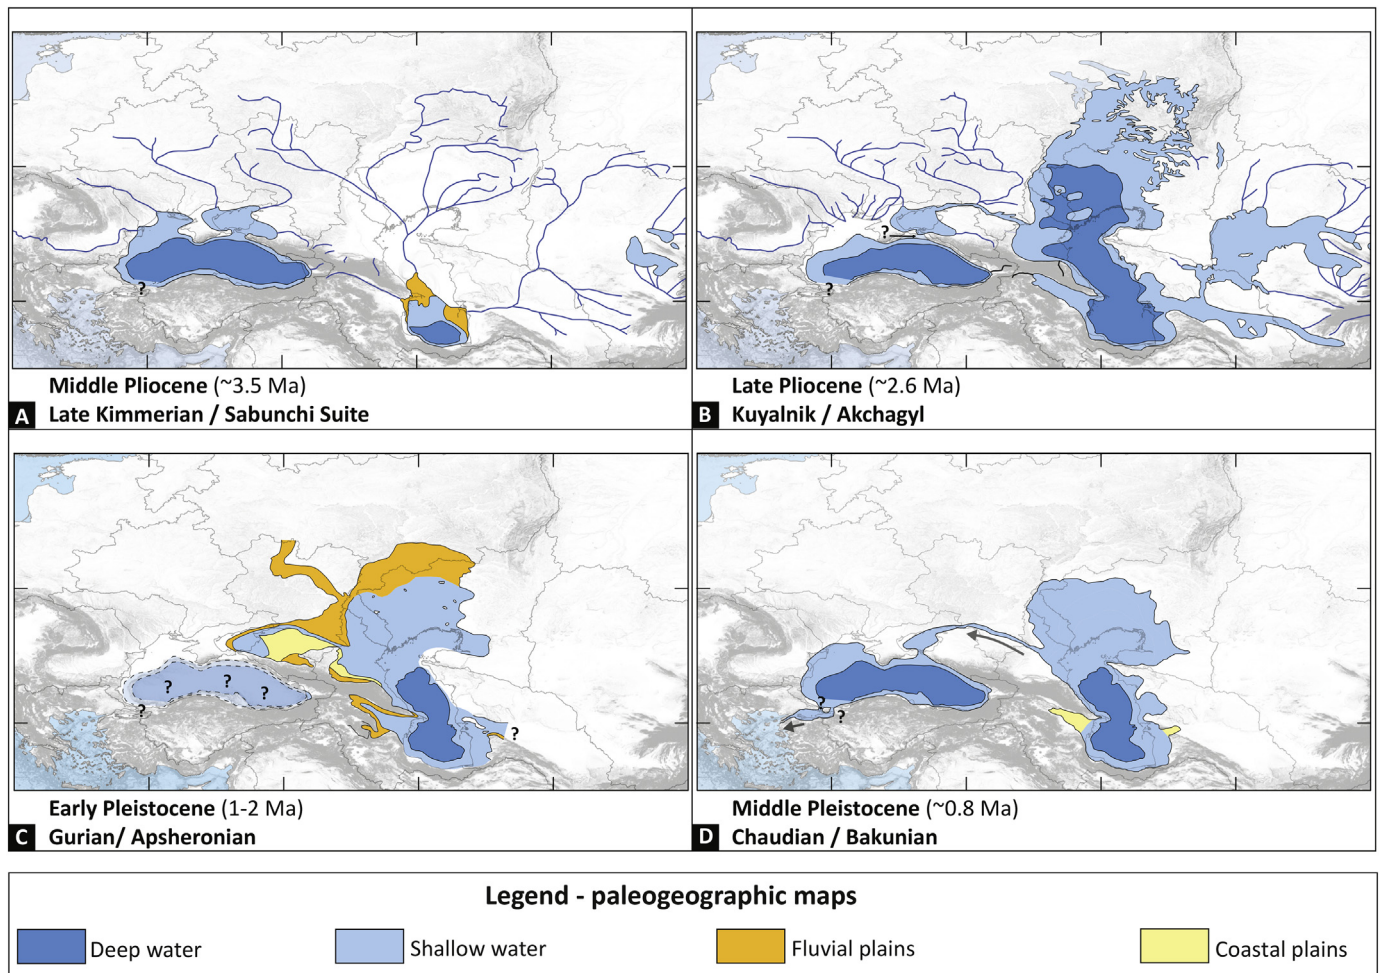 ?
A
Middle Pliocene (~3.5 Ma)
Late Kimmerian / Sabunchi Suite
?
?
B
Late Pliocene (~2.6 Ma)
Kuyalnik / Akchagyl
?
?
?
?
?
C
Early Pleistocene (1-2 Ma)
Gurian/ Apsheronian
?
?
D
Middle Pleistocene (~0.8 Ma)
Chaudian / Bakunian
Legend - paleogeographic maps
Deep water
Shallow water
Fluvial plains
Coastal plains